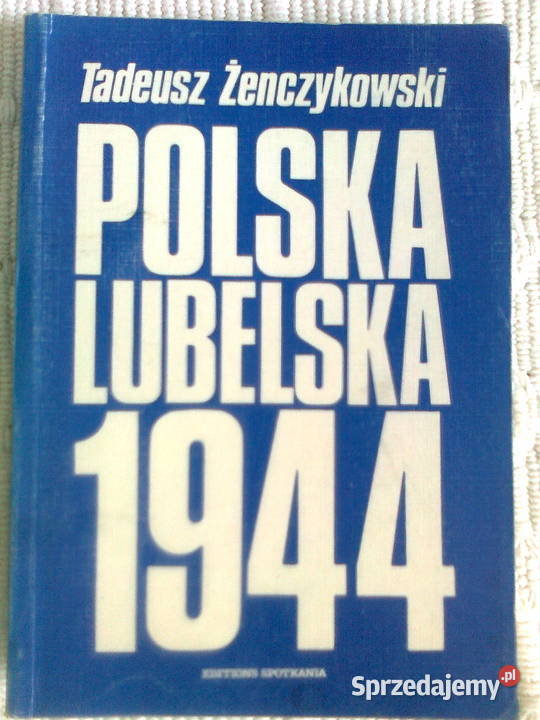 Tadeusz Żenczykowski
POLSKA
LUBELSKA
1944
EDITIONS SPOTKANIA
Sprzedajemy.pl